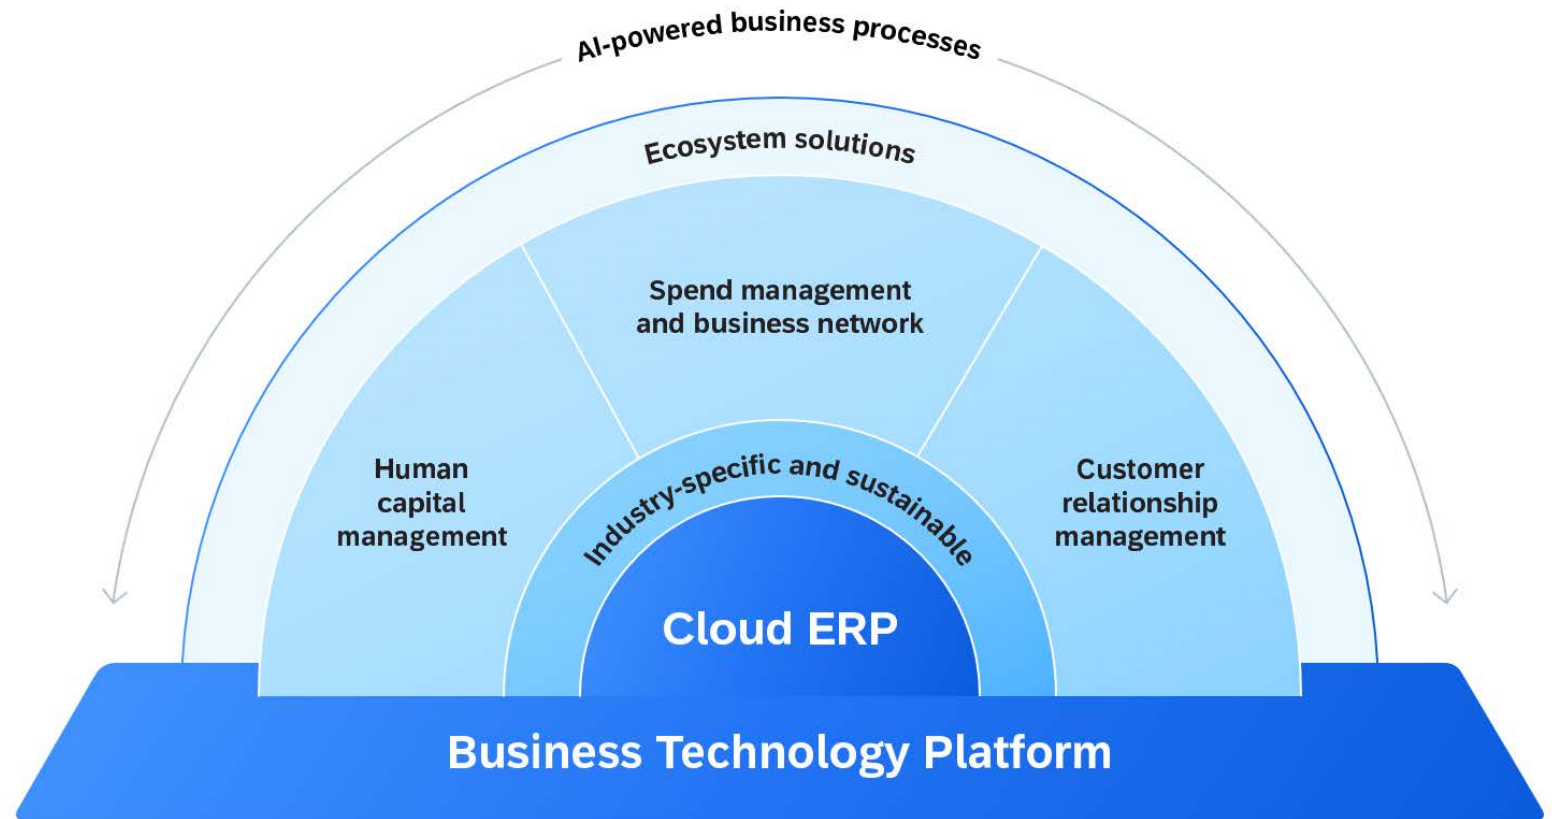 AI-powered business processes
Ecosystem solutions
Spend management
and business network
Human
capital
management
Industry-specific and sustainable
Customer
relationship
management
Cloud ERP
Business Technology Platform